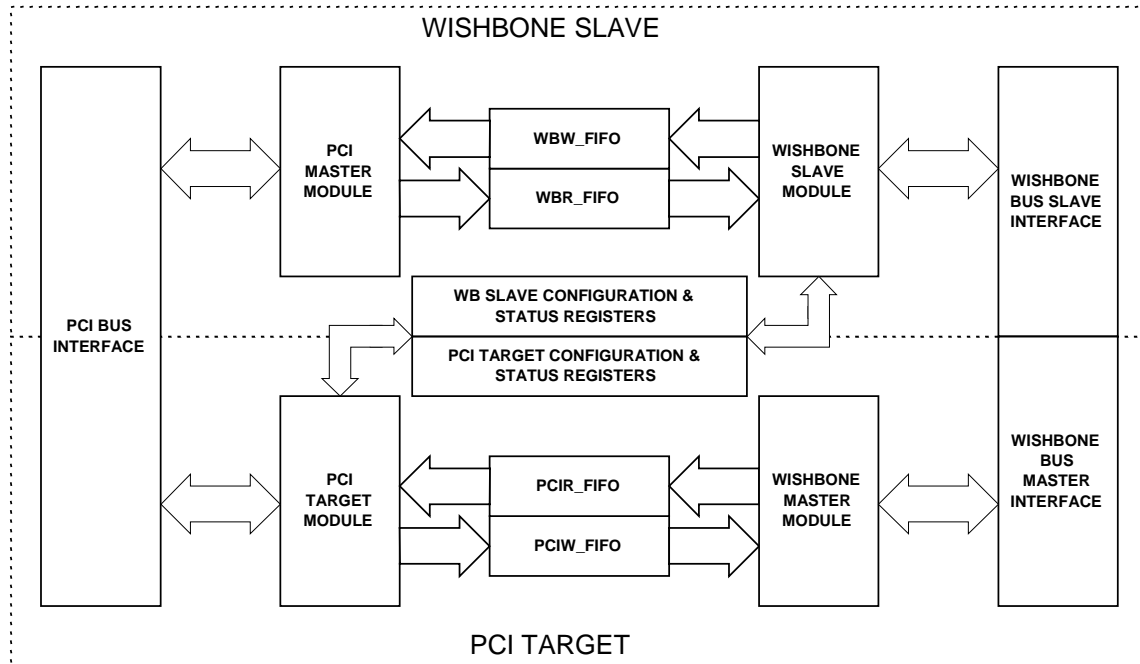 WISHBONE SLAVE
PCI BUS
INTERFACE
PCI
MASTER
MODULE
WBW_FIFO
WBR_FIFO
WISHBONE
SLAVE
MODULE
WISHBONE
BUS SLAVE
INTERFACE
WB SLAVE CONFIGURATION &
STATUS REGISTERS
PCI TARGET CONFIGURATION &
STATUS REGISTERS
PCI
TARGET
MODULE
PCIR_FIFO
PCIW_FIFO
WISHBONE
MASTER
MODULE
WISHBONE
BUS
MASTER
INTERFACE
PCI TARGET